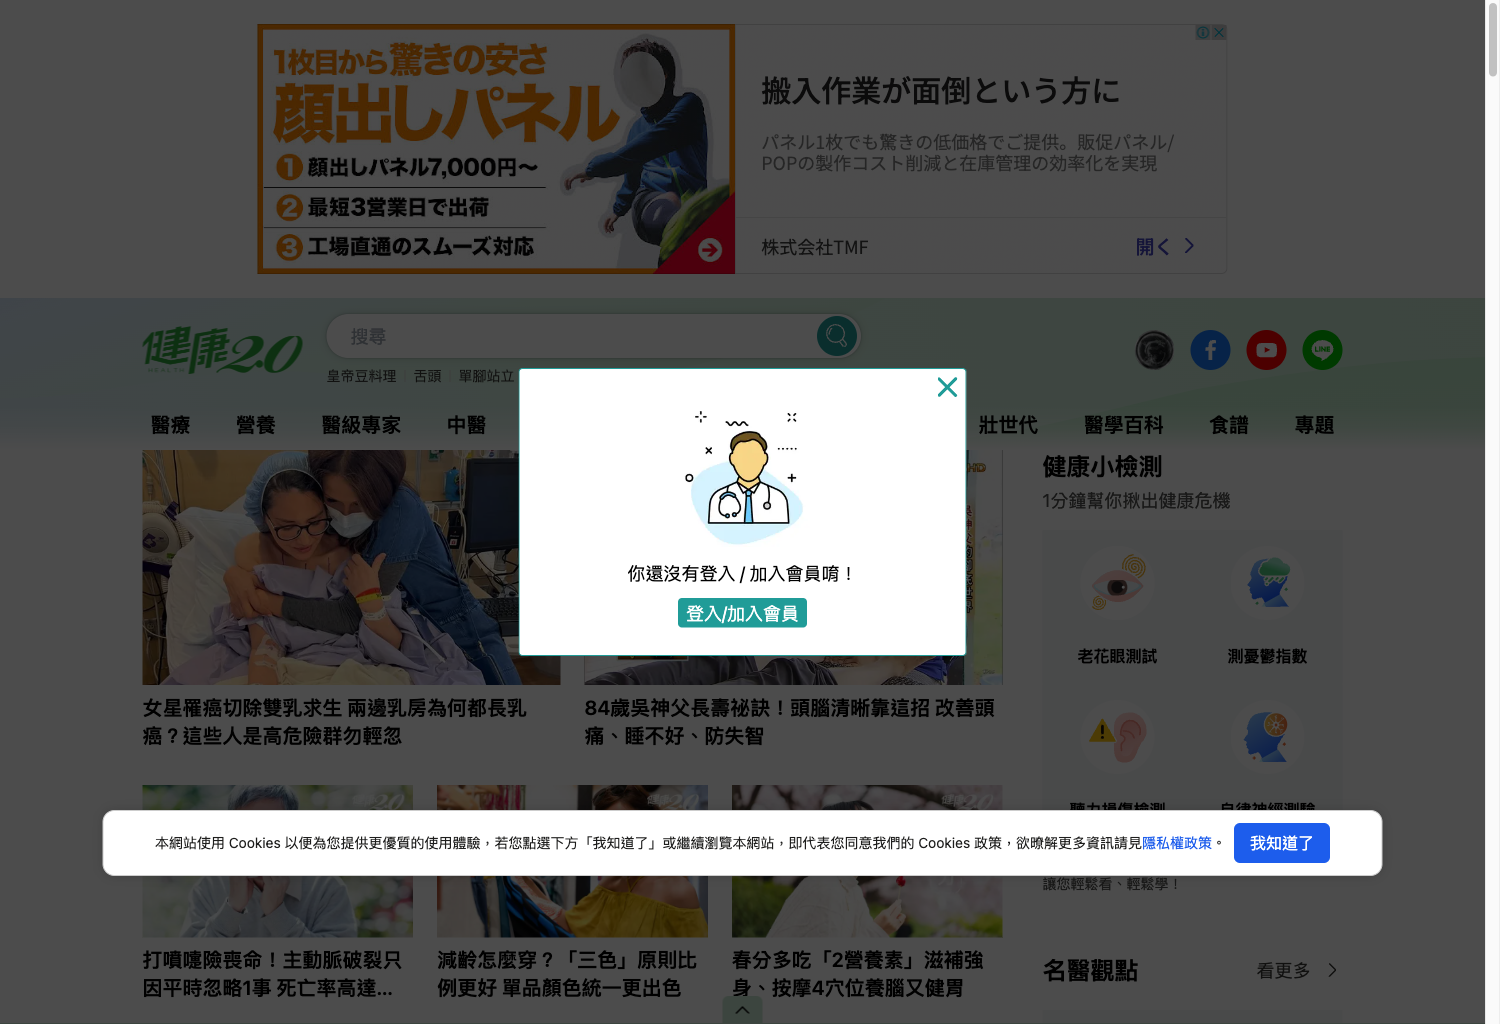 1枚目から驚きの安さ
顔出しパネル
1 顔出しパネル7,000円〜
2 最短3営業日で出荷
3 工場直通のスムーズ対応
搬入作業が面倒という方に
パネル1枚でも驚きの低価格でご提供。販促パネル/
POPの製作コスト削減と在庫管理の効率化を実現
株式会社TMF
開く
健康2.0
HEALTH
搜尋
LINE
皇帝豆料理 舌頭 單腳站立
醫療 營養 醫級專家 中醫 壯世代 醫學百科 食譜 專題
你還沒有登入 / 加入會員唷！
登入/加入會員
HD
女星罹癌切除雙乳求生 兩邊乳房為何都長乳
癌？這些人是高危險群勿輕忽
84歲吳神父長壽祕訣！頭腦清晰靠這招 改善頭
痛、睡不好、防失智
健康小檢測
1分鐘幫你揪出健康危機
老花眼測試
測憂鬱指數
聽力損傷檢測
自律神經測驗
健康2.0
健康2.0
本網站使用 Cookies 以便為您提供更優質的使用體驗，若您點選下方「我知道了」或繼續瀏覽本網站，即代表您同意我們的 Cookies 政策，欲瞭解更多資訊請見隱私權政策。
我知道了
讓您輕鬆看、輕鬆學！
打噴嚏險喪命！主動脈破裂只
因平時忽略1事 死亡率高達...
減齡怎麼穿？「三色」原則比
例更好 單品顏色統一更出色
春分多吃「2營養素」滋補強
身、按摩4穴位養腦又健胃
名醫觀點
看更多